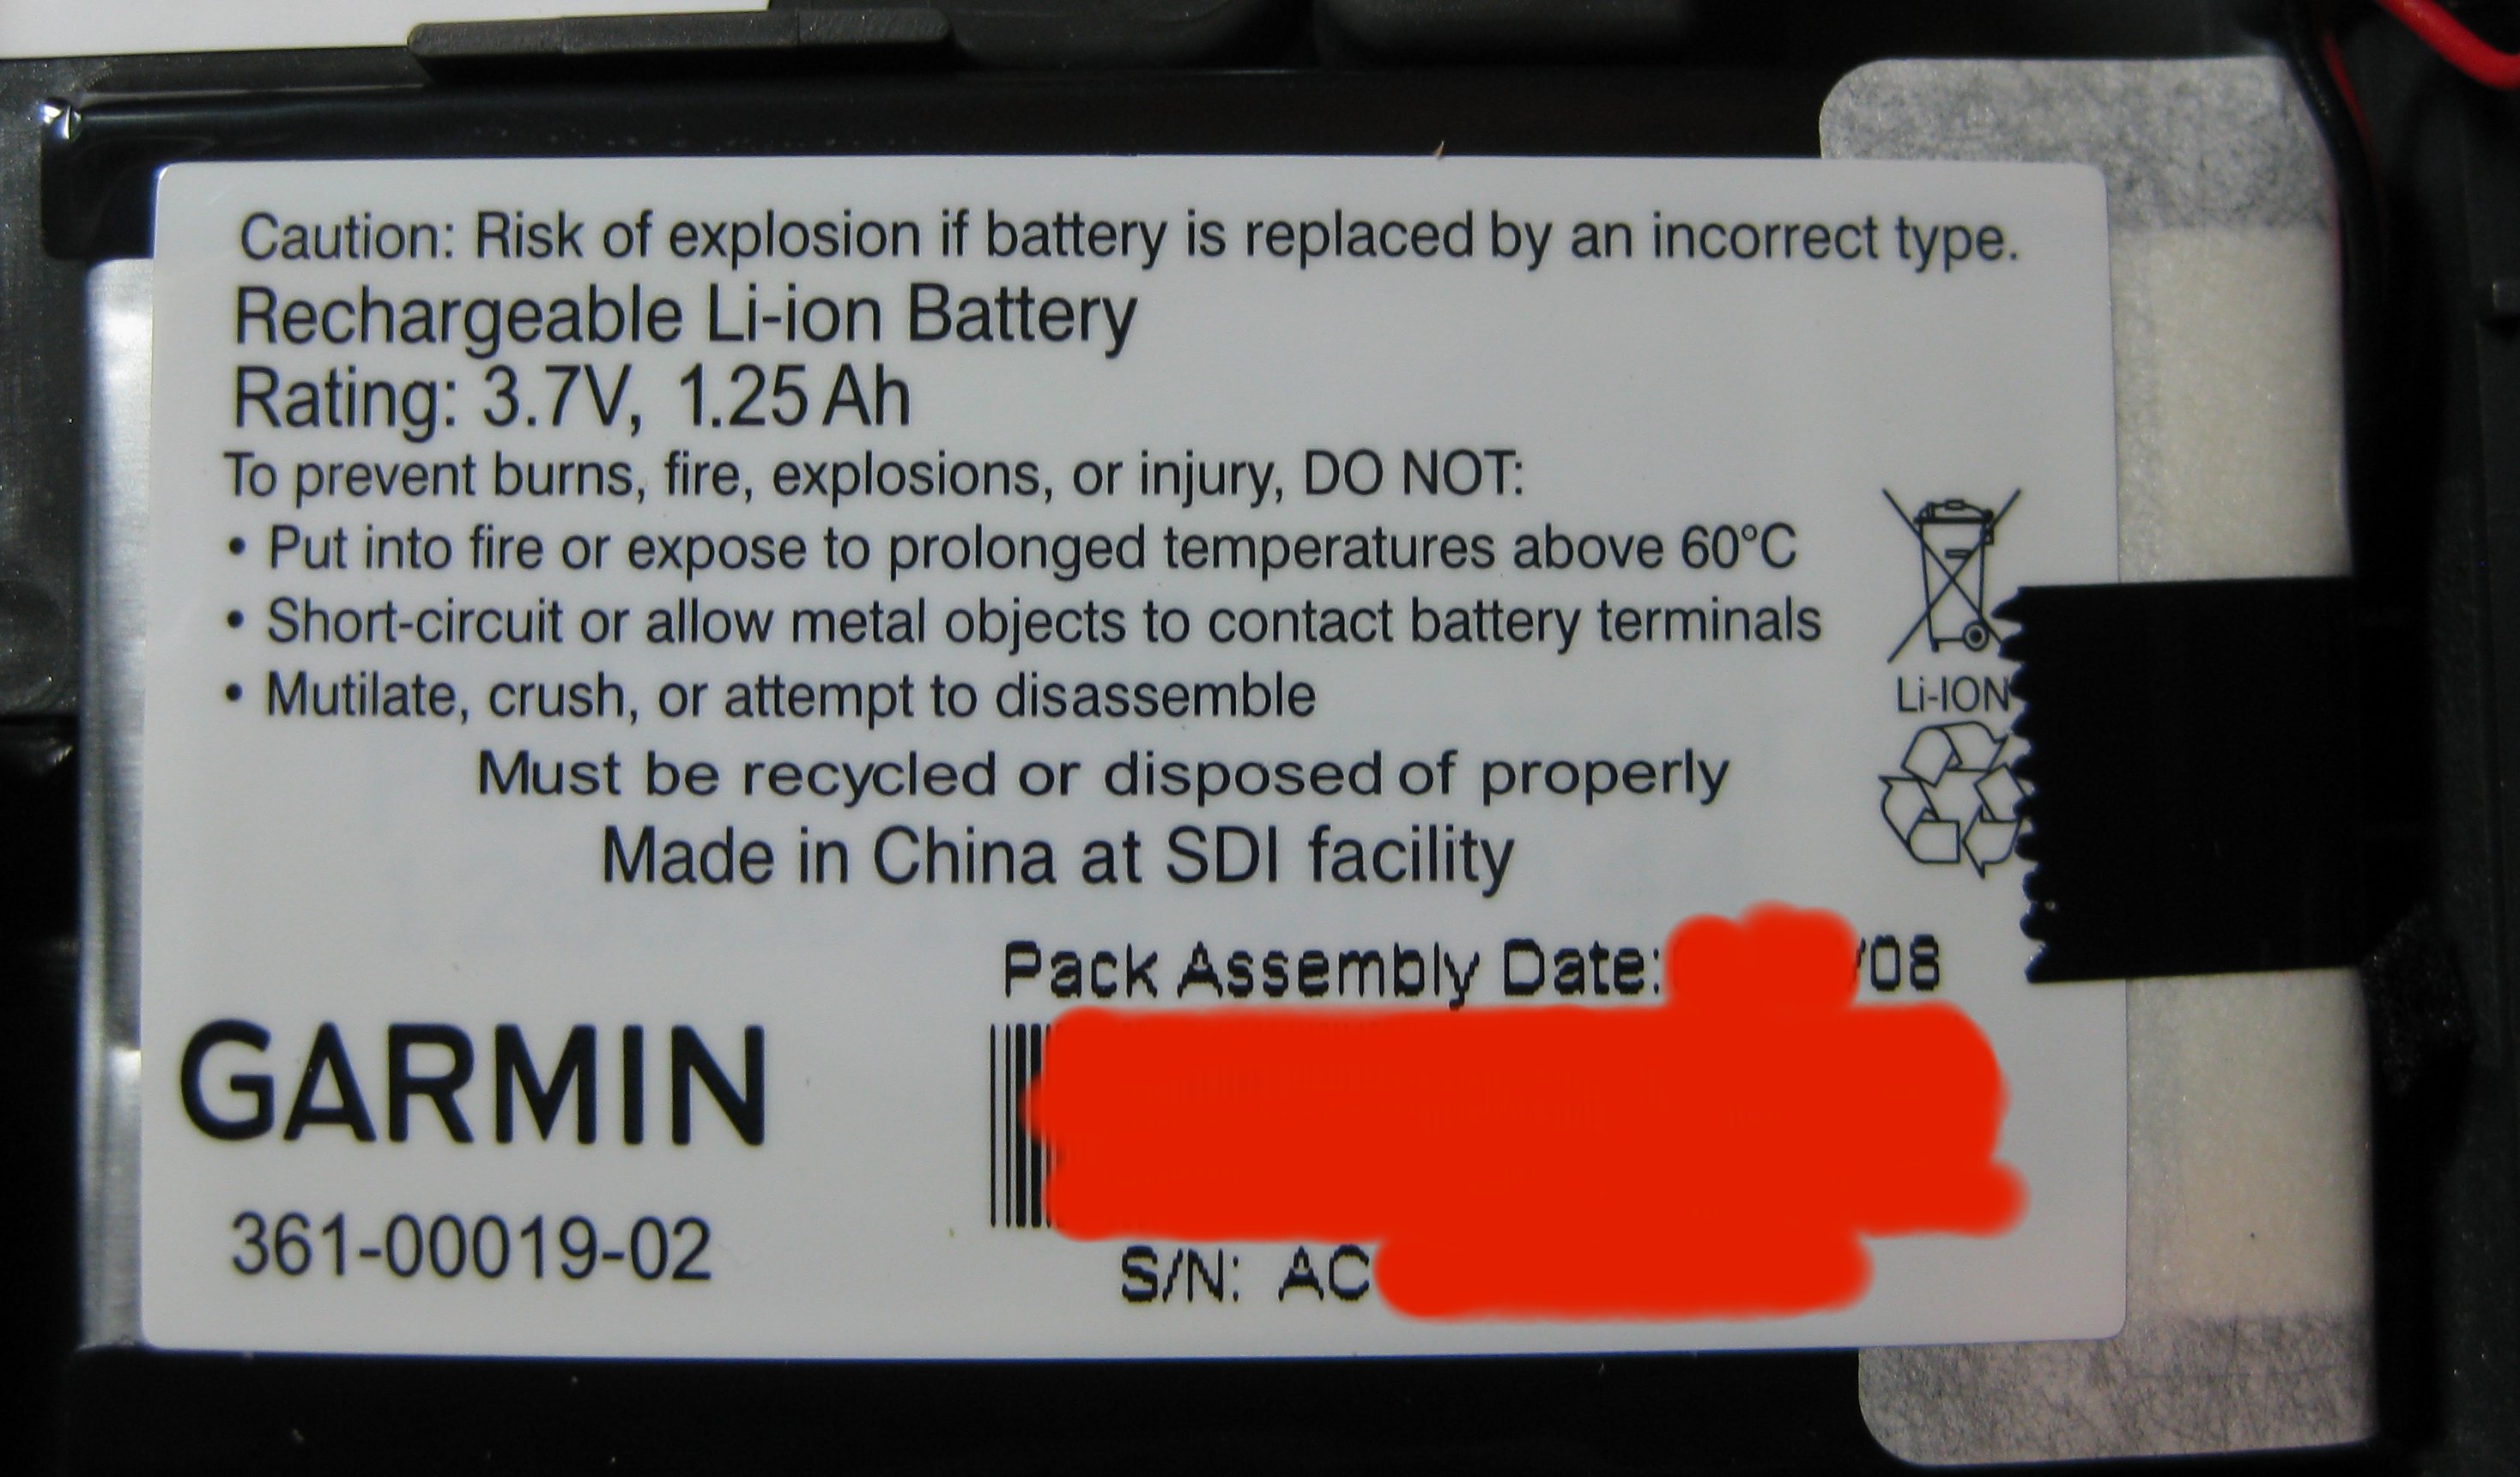 Caution: Risk of explosion if battery is replaced by an incorrect type.
Rechargeable Li-ion Battery
Rating: 3.7V, 1.25 Ah
To prevent burns, fire, explosions, or injury, DO NOT:
• Put into fire or expose to prolonged temperatures above 60°C
• Short-circuit or allow metal objects to contact battery terminals
• Mutilate, crush, or attempt to disassemble
Li-ION
Must be recycled or disposed of properly
Made in China at SDI facility
Pack Assembly Date: /08
GARMIN
361-00019-02
S/N: AC